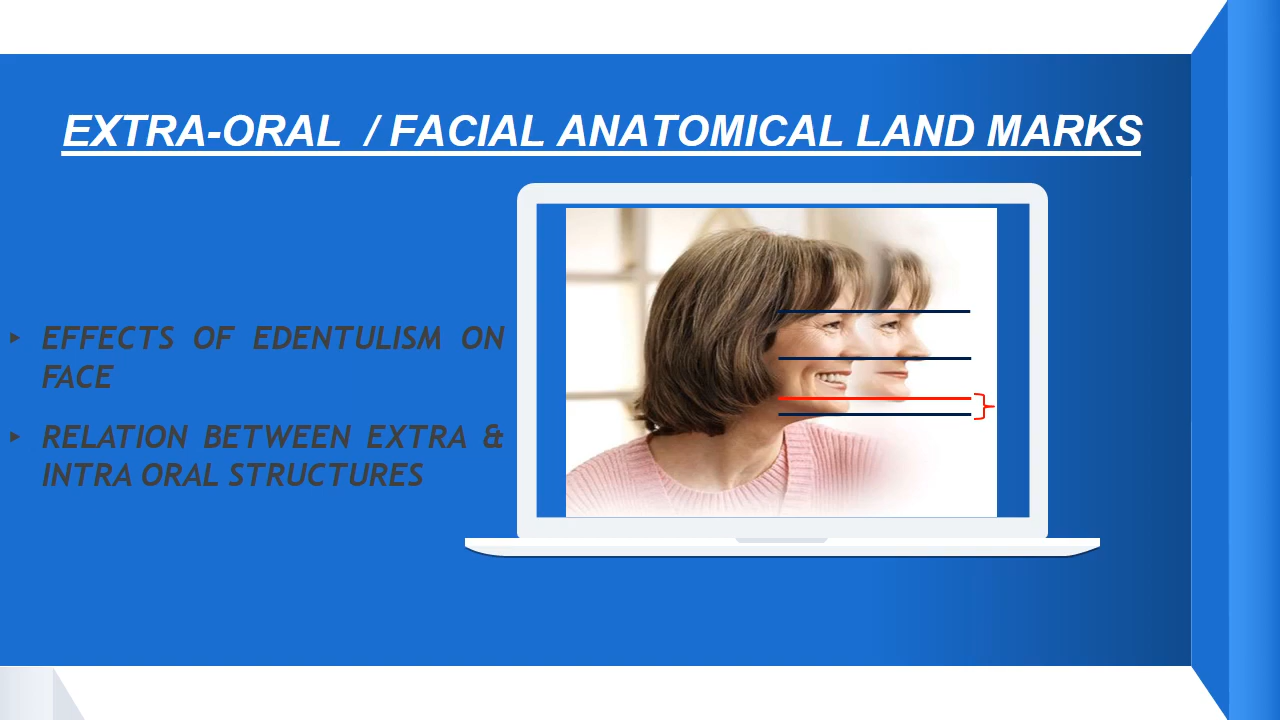 EXTRA-ORAL / FACIAL ANATOMICAL LAND MARKS
EFFECTS OF EDENTULISM ON
FACE
RELATION BETWEEN EXTRA &
INTRA ORAL STRUCTURES